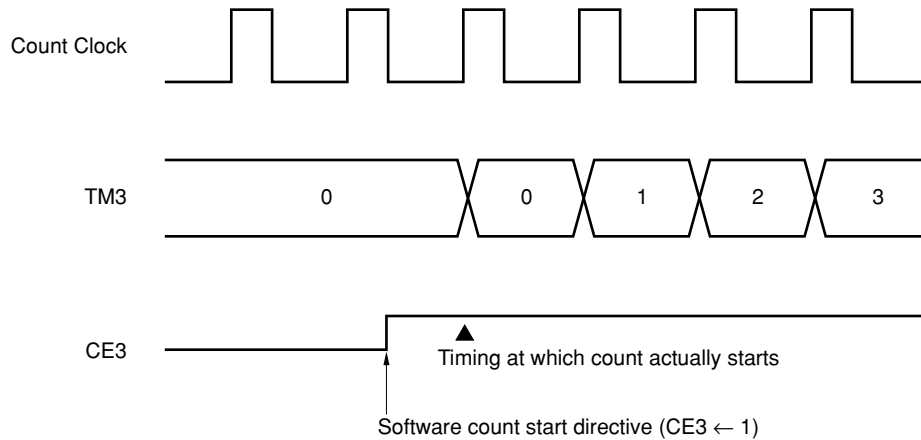 Count Clock
TM3
0
0
1
2
3
CE3
Timing at which count actually starts
Software count start directive (CE3 ← 1)